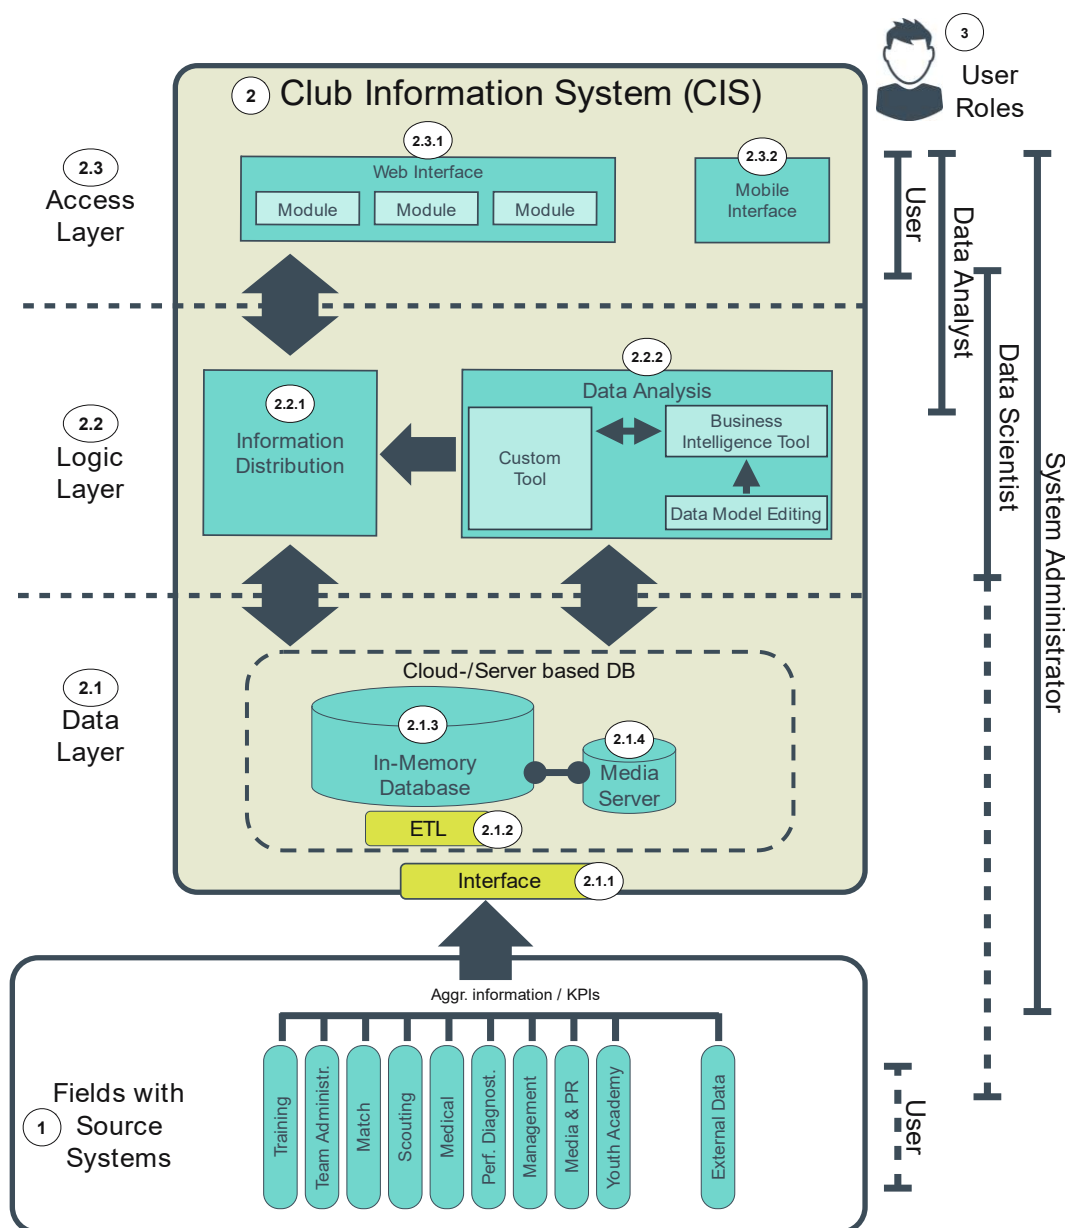 3
User
Roles
2
Club Information System (CIS)
2.3
Access
Layer
2.3.1
Web Interface
Module
Module
Module
2.3.2
Mobile
Interface
User
Data Analyst
Data Scientist
System Administrator
2.2
Logic
Layer
2.2.1
Information
Distribution
2.2.2
Data Analysis
Custom
Tool
Business
Intelligence Tool
Data Model Editing
2.1
Data
Layer
Cloud-/Server based DB
2.1.3
In-Memory
Database
2.1.4
Media
Server
ETL
2.1.2
Interface
2.1.1
Aggr. information / KPIs
1
Fields with
Source
Systems
Training
Team Administr.
Match
Scouting
Medical
Perf. Diagnost.
Management
Media & PR
Youth Academy
External Data
User